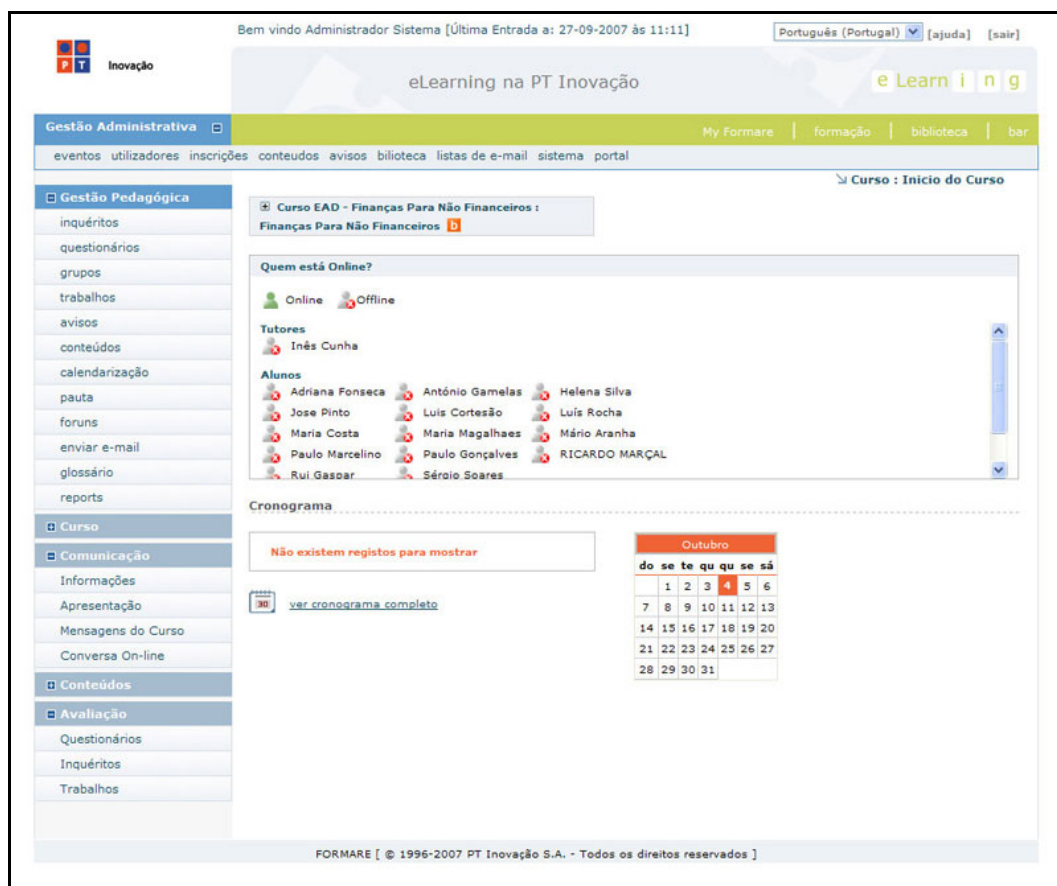 Bem vindo Administrador Sistema [Última Entrada a: 27-09-2007 às 11:11]
Português (Portugal) [ajuda] [sair]
P T Inovação
eLearning na PT Inovação
e Learn i n g
Gestão Administrativa
My Formare | formação | biblioteca | bar
eventos utilizadores inscrições conteudos avisos bilioteca listas de e-mail sistema portal
Curso : Inicio do Curso
Gestão Pedagógica
inquéritos
questionários
grupos
trabalhos
avisos
conteúdos
calendarização
pauta
foruns
enviar e-mail
glossário
reports
Curso
Comunicação
Informações
Apresentação
Mensagens do Curso
Conversa On-line
Conteúdos
Avaliação
Questionários
Inquéritos
Trabalhos
Curso EAD - Finanças Para Não Financeiros :
Finanças Para Não Financeiros b
Quem está Online?
Online Offline
Tutores
Inês Cunha
Alunos
Adriana Fonseca António Gamelas Helena Silva
Jose Pinto Luis Cortesão Luís Rocha
Maria Costa Maria Magalhaes Mário Aranha
Paulo Marcelino Paulo Gonçalves RICARDO MARÇAL
Rui Gaspar Sérgio Soares
Cronograma
Não existem registos para mostrar
30 ver cronograma completo
Outubro
do se te qu qu se sá
1 2 3 4 5 6
7 8 9 10 11 12 13
14 15 16 17 18 19 20
21 22 23 24 25 26 27
28 29 30 31
FORMARE [ © 1996-2007 PT Inovação S.A. - Todos os direitos reservados ]